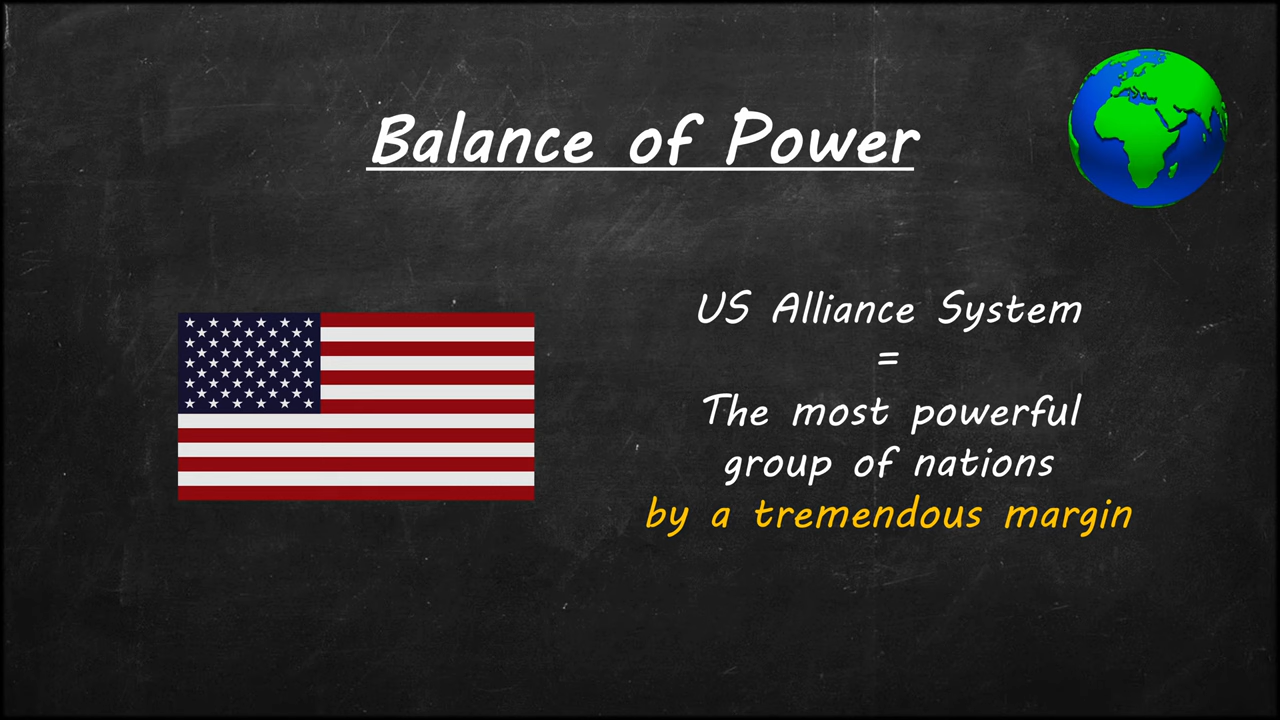 Balance of Power
US Alliance System
=
The most powerful
group of nations
by a tremendous margin